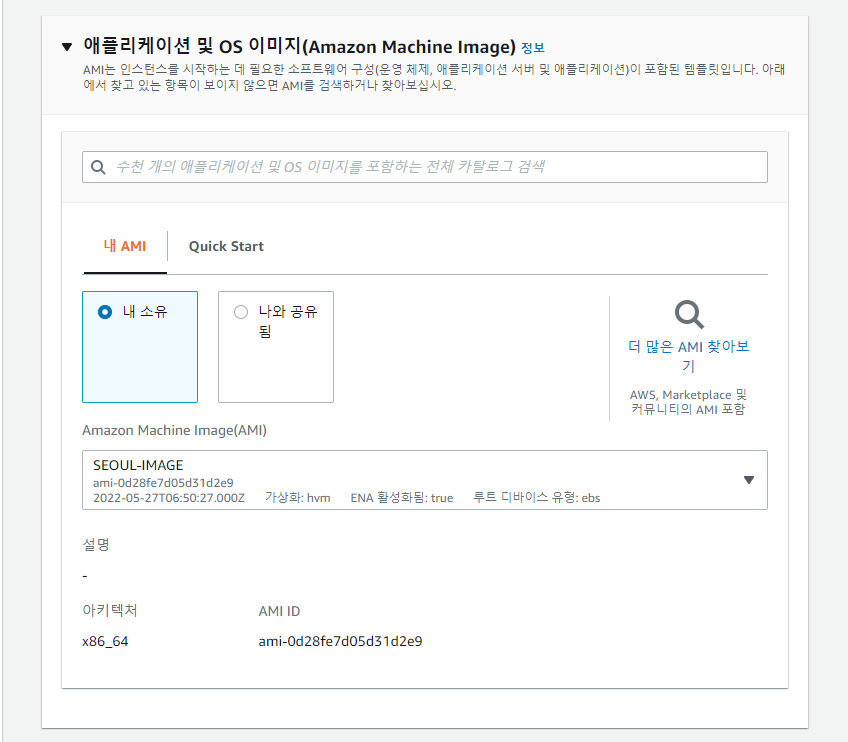 애플리케이션 및 OS 이미지(Amazon Machine Image) 정보
AMI는 인스턴스를 시작하는 데 필요한 소프트웨어 구성(운영 체제, 애플리케이션 서버 및 애플리케이션)이 포함된 템플릿입니다. 아래
에서 찾고 있는 항목이 보이지 않으면 AMI를 검색하거나 찾아보십시오.
수천 개의 애플리케이션 및 OS 이미지를 포함하는 전체 카탈로그 검색
내 AMI
Quick Start
내 소유
나와 공유
됨
더 많은 AMI 찾아보
기
AWS, Marketplace 및
커뮤니티의 AMI 포함
Amazon Machine Image(AMI)
SEOUL-IMAGE
ami-0d28fe7d05d31d2e9
2022-05-27T06:50:27.000Z 가상화: hvm ENA 활성화됨: true 루트 디바이스 유형: ebs
설명
-
아키텍처 AMI ID
x86_64 ami-0d28fe7d05d31d2e9